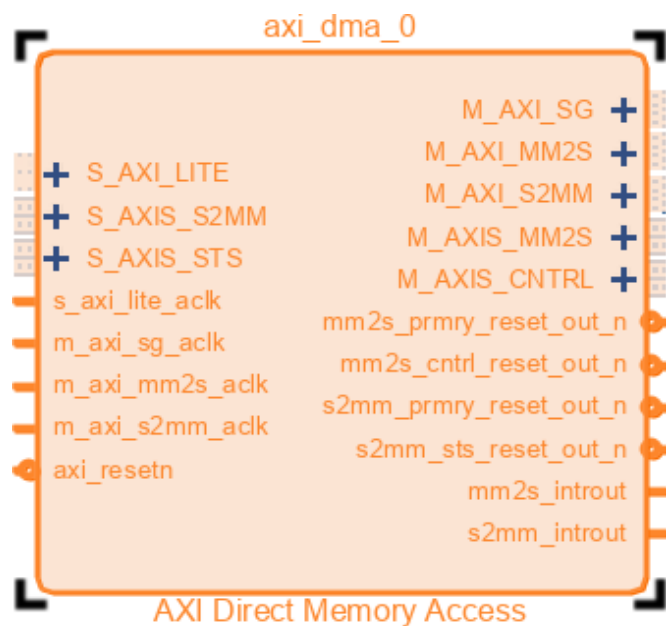 axi_dma_0
S_AXI_LITE
S_AXIS_S2MM
S_AXIS_STS
s_axi_lite_aclk
m_axi_sg_aclk
m_axi_mm2s_aclk
m_axi_s2mm_aclk
axi_resetn
M_AXI_SG
M_AXI_MM2S
M_AXI_S2MM
M_AXIS_MM2S
M_AXIS_CNTRL
mm2s_prmry_reset_out_n
mm2s_cntrl_reset_out_n
s2mm_prmry_reset_out_n
s2mm_sts_reset_out_n
mm2s_introut
s2mm_introut
AXI Direct Memory Access